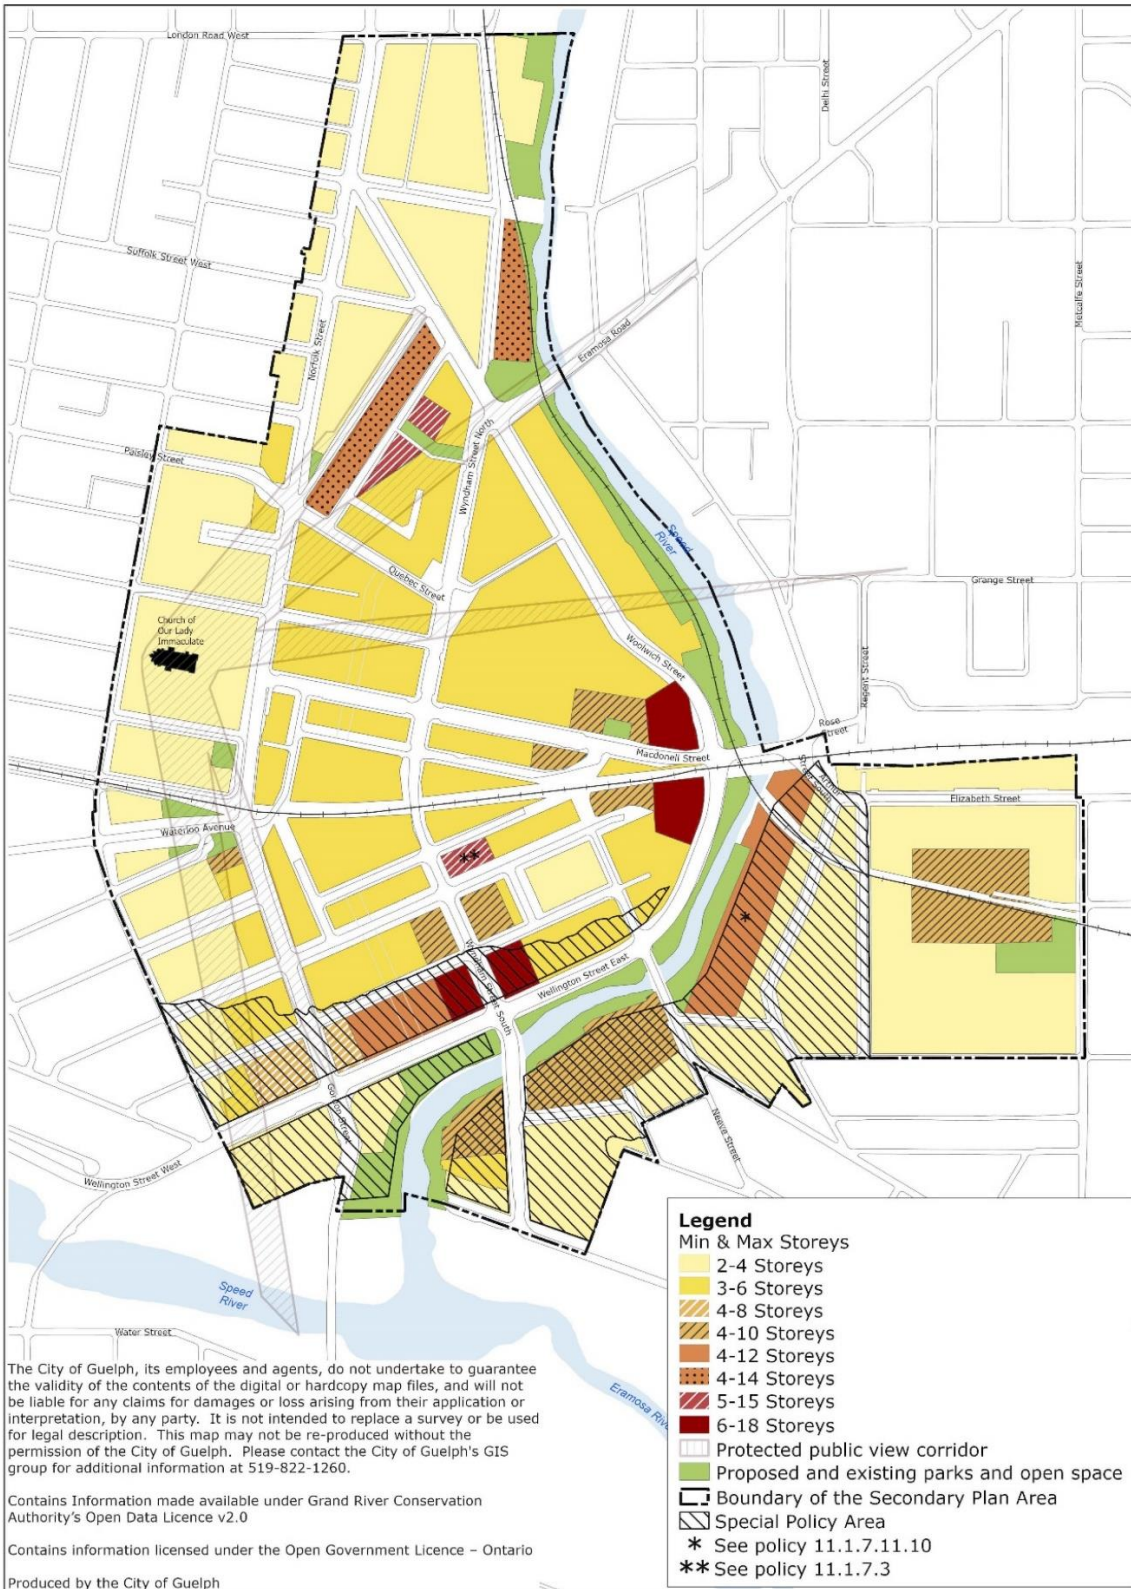 London Road West
Delhi Street
Suffolk Street West
Metcalfe Street
Norfolk Street
Eramosa Road
Paisley Street
Wyndham Street North
Speed
River
Quebec Street
Grange Street
Church of
Our Lady
Immaculate
Woolwich Street
Regent Street
Rose
Street
Macdonell Street
Arthur
Street South
Elizabeth Street
Waterloo Avenue
**
*
Wyndham Street South
Wellington Street East
Gordon Street
Neeve Street
Wellington Street West
Speed
River
Water Street
Eramosa River
Legend
Min & Max Storeys
2-4 Storeys
3-6 Storeys
4-8 Storeys
4-10 Storeys
4-12 Storeys
4-14 Storeys
5-15 Storeys
6-18 Storeys
Protected public view corridor
Proposed and existing parks and open space
Boundary of the Secondary Plan Area
Special Policy Area
* See policy 11.1.7.11.10
** See policy 11.1.7.3
The City of Guelph, its employees and agents, do not undertake to guarantee
the validity of the contents of the digital or hardcopy map files, and will not
be liable for any claims for damages or loss arising from their application or
interpretation, by any party. It is not intended to replace a survey or be used
for legal description. This map may not be re-produced without the
permission of the City of Guelph. Please contact the City of Guelph's GIS
group for additional information at 519-822-1260.
Contains Information made available under Grand River Conservation
Authority's Open Data Licence v2.0
Contains information licensed under the Open Government Licence – Ontario
Produced by the City of Guelph